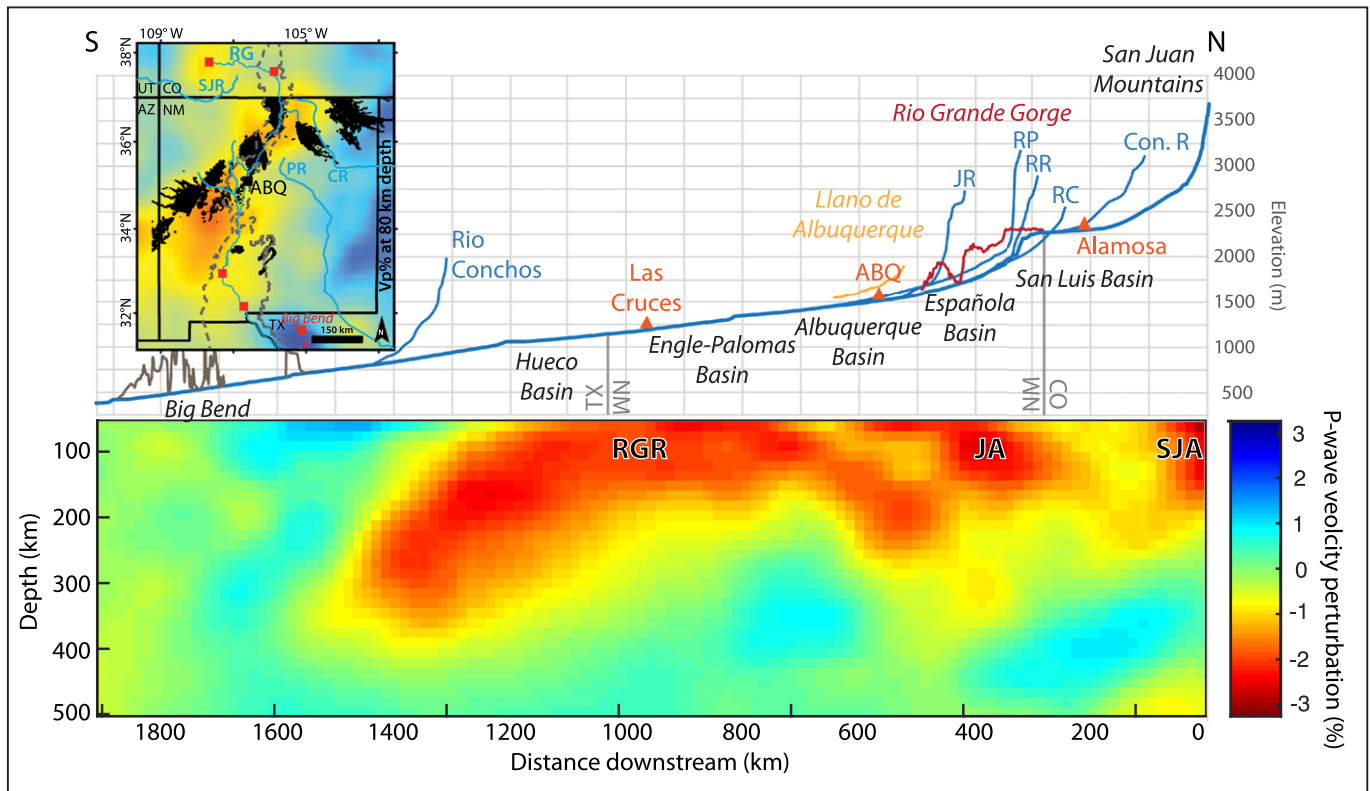 S
N
109° W
105° W
38°N
36°N
34°N
32°N
RG
SJR
UT
CO
AZ
NM
ABQ
PR
CR
TX
Big Bend
150 km
N
Vp% at 80 km depth
San Juan
Mountains
Rio Grande Gorge
RP
RR
Con. R
JR
RC
Llano de
Albuquerque
Rio
Conchos
Las
Cruces
ABQ
Alamosa
San Luis Basin
Española
Basin
Albuquerque
Basin
Engle-Palomas
Basin
Hueco
Basin
TX
NM
NM
CO
Big Bend
4000
3500
3000
2500
2000
1500
1000
500
Elevation (m)
RGR
JA
SJA
100
200
300
400
500
Depth (km)
1800
1600
1400
1200
1000
800
600
400
200
0
Distance downstream (km)
3
2
1
0
-1
-2
-3
P-wave veolcity perturbation (%)